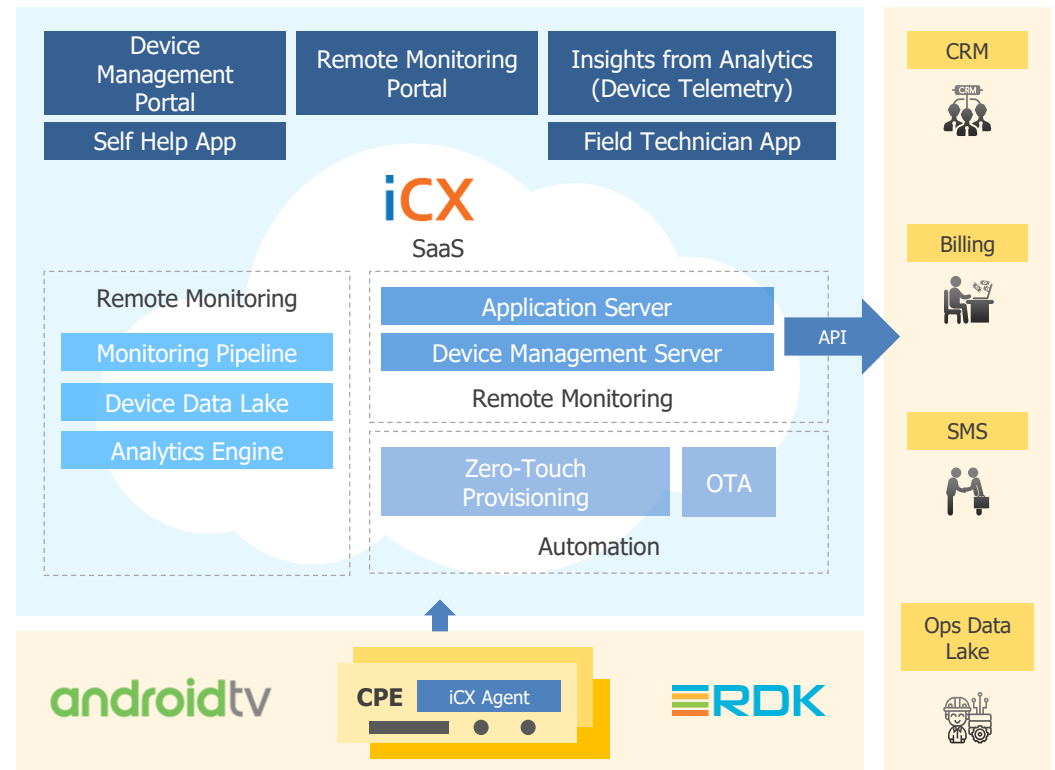 Device
Management
Portal
Remote Monitoring
Portal
Insights from Analytics
(Device Telemetry)
Self Help App
Field Technician App
iCX
SaaS
Remote Monitoring
Monitoring Pipeline
Device Data Lake
Analytics Engine
Application Server
Device Management Server
Remote Monitoring
Zero-Touch
Provisioning
OTA
Automation
API
CRM
CRM
Billing
SMS
Ops Data
Lake
androidtv
CPE
iCX Agent
RDK